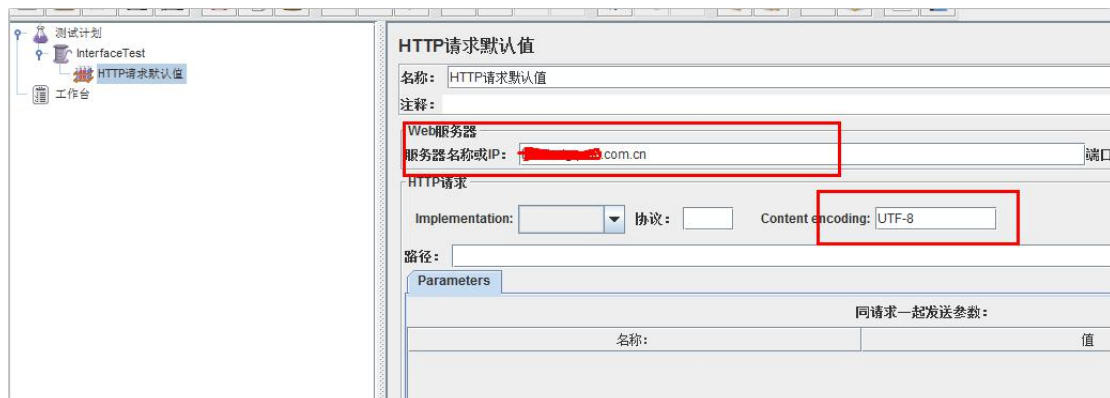 测试计划
InterfaceTest
HTTP请求默认值
工作台
HTTP请求默认值
名称: HTTP请求默认值
注释:
Web服务器
服务器名称或IP: .com.cn 端口
HTTP请求
Implementation: 协议: Content encoding: UTF-8
路径:
Parameters
同请求一起发送参数:
名称: 值